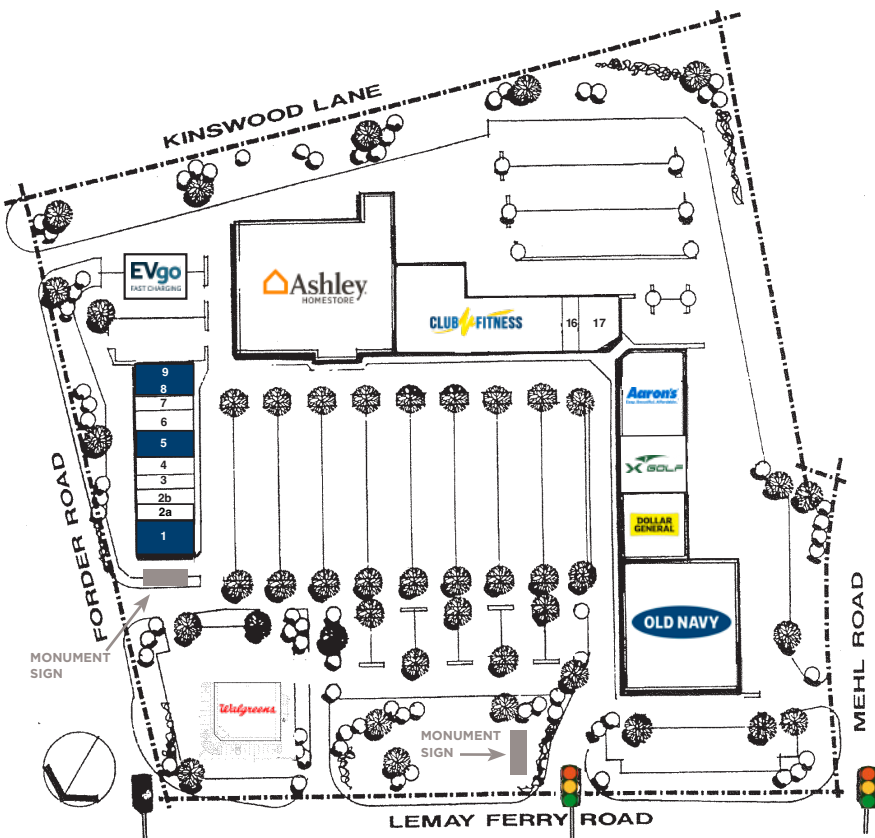 KINSWOOD LANE
EVgo
FAST CHARGING
Ashley
HOMESTORE
CLUB 4 FITNESS
16
17
9
8
7
6
5
4
3
2b
2a
1
Aaron's
X GOLF
DOLLAR
GENERAL
OLD NAVY
FORDER ROAD
MONUMENT
SIGN
Walgreens
MONUMENT
SIGN
MEHL ROAD
LEMAY FERRY ROAD